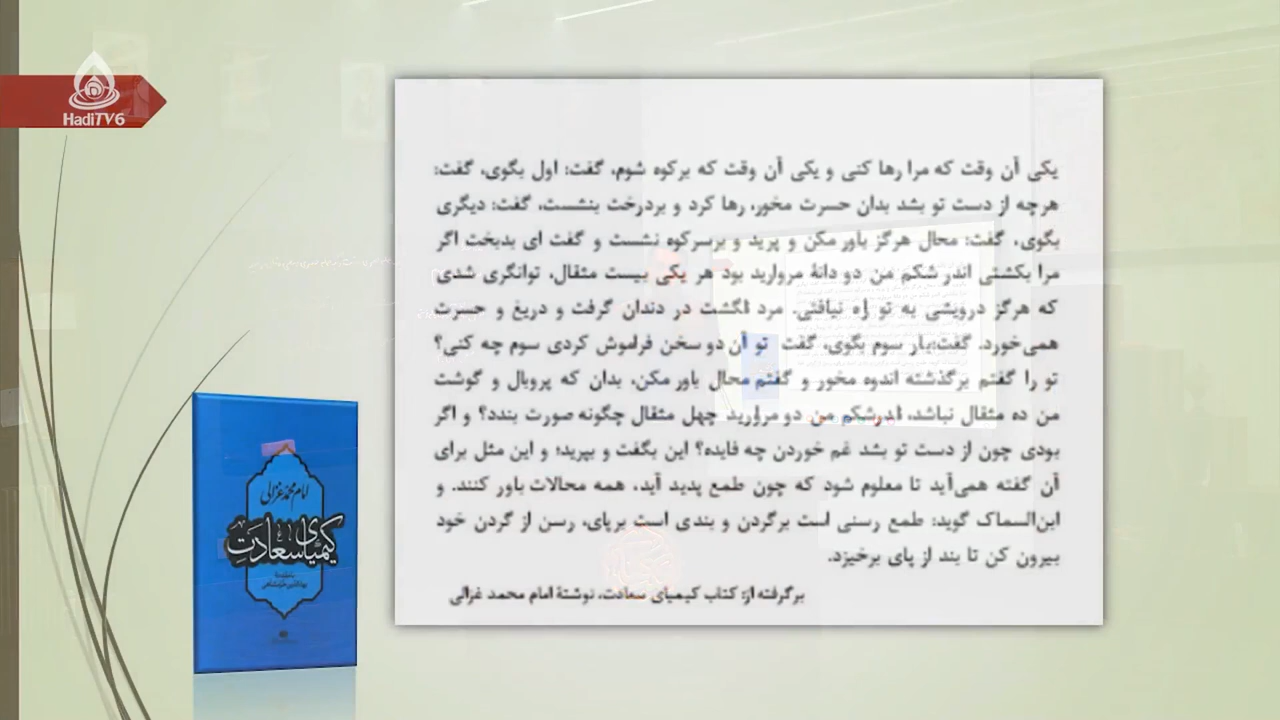 HadiTV6
یکی آن وقت که مرا رها کنی و یکی آن وقت که برکوه شوم، گفت: اول بگوی، گفت:
هرچه از دست تو بشد بدان حسرت مخور، رها کرد و بردرخت بنشست، گفت: دیگری
بگوی، گفت: محال هرگز باور مکن و پرید و برسرکوه نشست و گفت ای بدبخت اگر
مرا بکشتی اندر شکم من دو دانهٔ مروارید بود هر یکی بیست مثقال، توانگری شدی
که هرگز درویشی به تو راه نیافتی. مرد انگشت در دندان گرفت و دریغ و حسرت
همی‌خورد. گفت: بار سوم بگوی، گفت تو آن دو سخن فراموش کردی سوم چه کنی؟
تو را گفتم برگذشته اندوه مخور و گفتم محال باور مکن، بدان که پروبال و گوشت
من ده مثقال نباشد، اندرشکم من دو مروارید چهل مثقال چگونه صورت بندد؟ و اگر
بودی چون از دست تو بشد غم خوردن چه فایده؟ این بگفت و بپرید؛ و این مثل برای
آن گفته همی‌آید تا معلوم شود که چون طمع پدید آید، همه محالات باور کنند. و
ابن‌السماک گوید: طمع رسنی است برگردن و بندی است برپای، رسن از گردن خود
بیرون کن تا بند از پای برخیزد.
برگرفته از: کتاب کیمیای سعادت، نوشتهٔ امام محمد غزالی
امام محمد غزالی
کیمیای سعادت